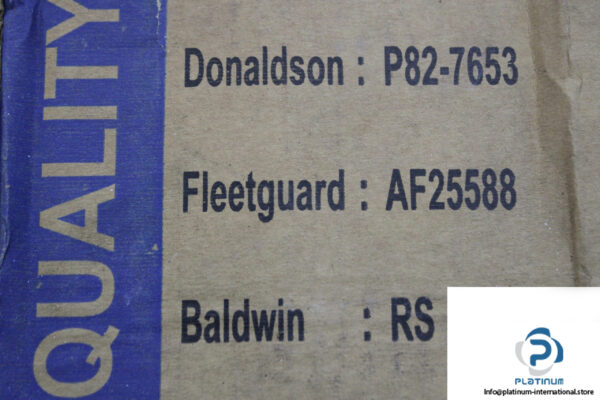 QUALITY
Donaldson : P82-7653
Fleetguard : AF25588
Baldwin : RS
PLATINUM
Info@platinum-international.store